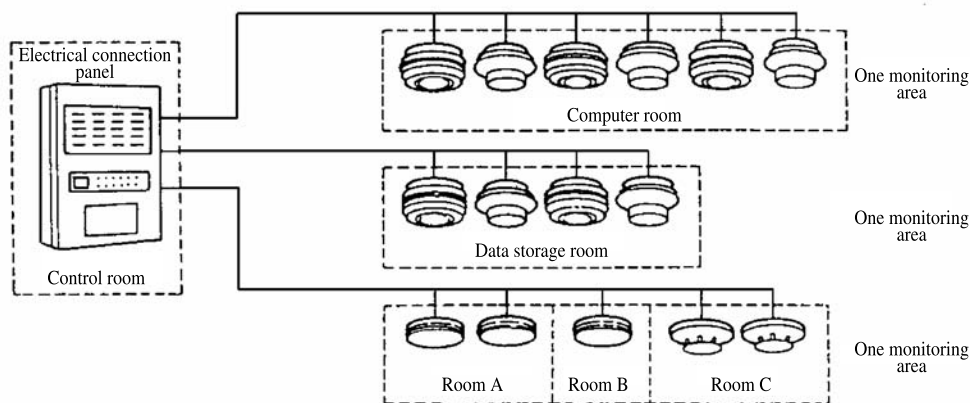 Electrical connection
panel
Control room
Computer room
One monitoring
area
Data storage room
One monitoring
area
Room A
Room B
Room C
One monitoring
area